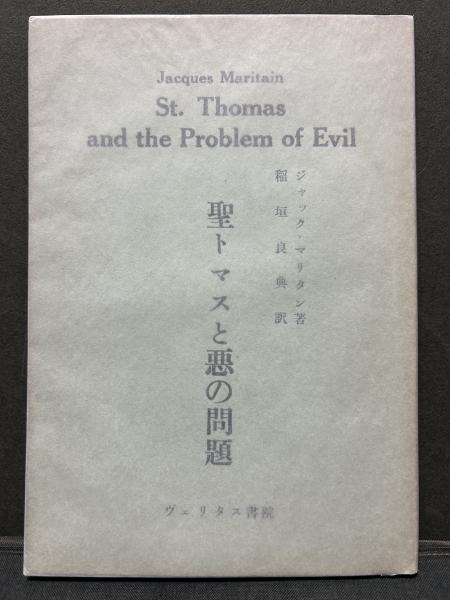 Jacques Maritain
St. Thomas
and the Problem of Evil
ジャック・マリタン著
稲垣良典訳
聖トマスと悪の問題
ヴェリタス書院